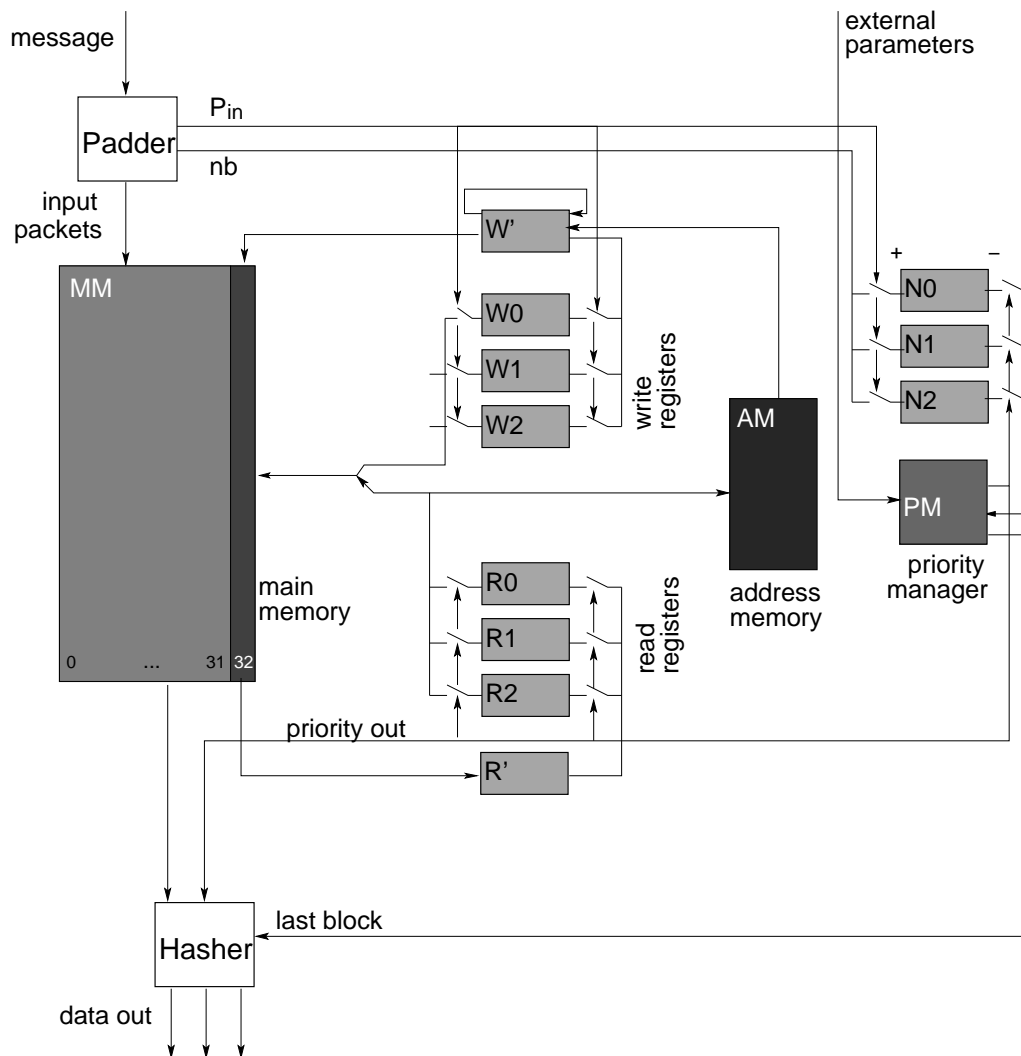 message
external
parameters
Pin
Padder
nb
input
packets
W'
+ −
MM
N0
W0
N1
W1
N2
write
registers
W2
AM
PM
priority
manager
R0
main
memory
address
memory
R1
read
registers
0 ... 31 32
R2
priority out
R'
last block
Hasher
data out